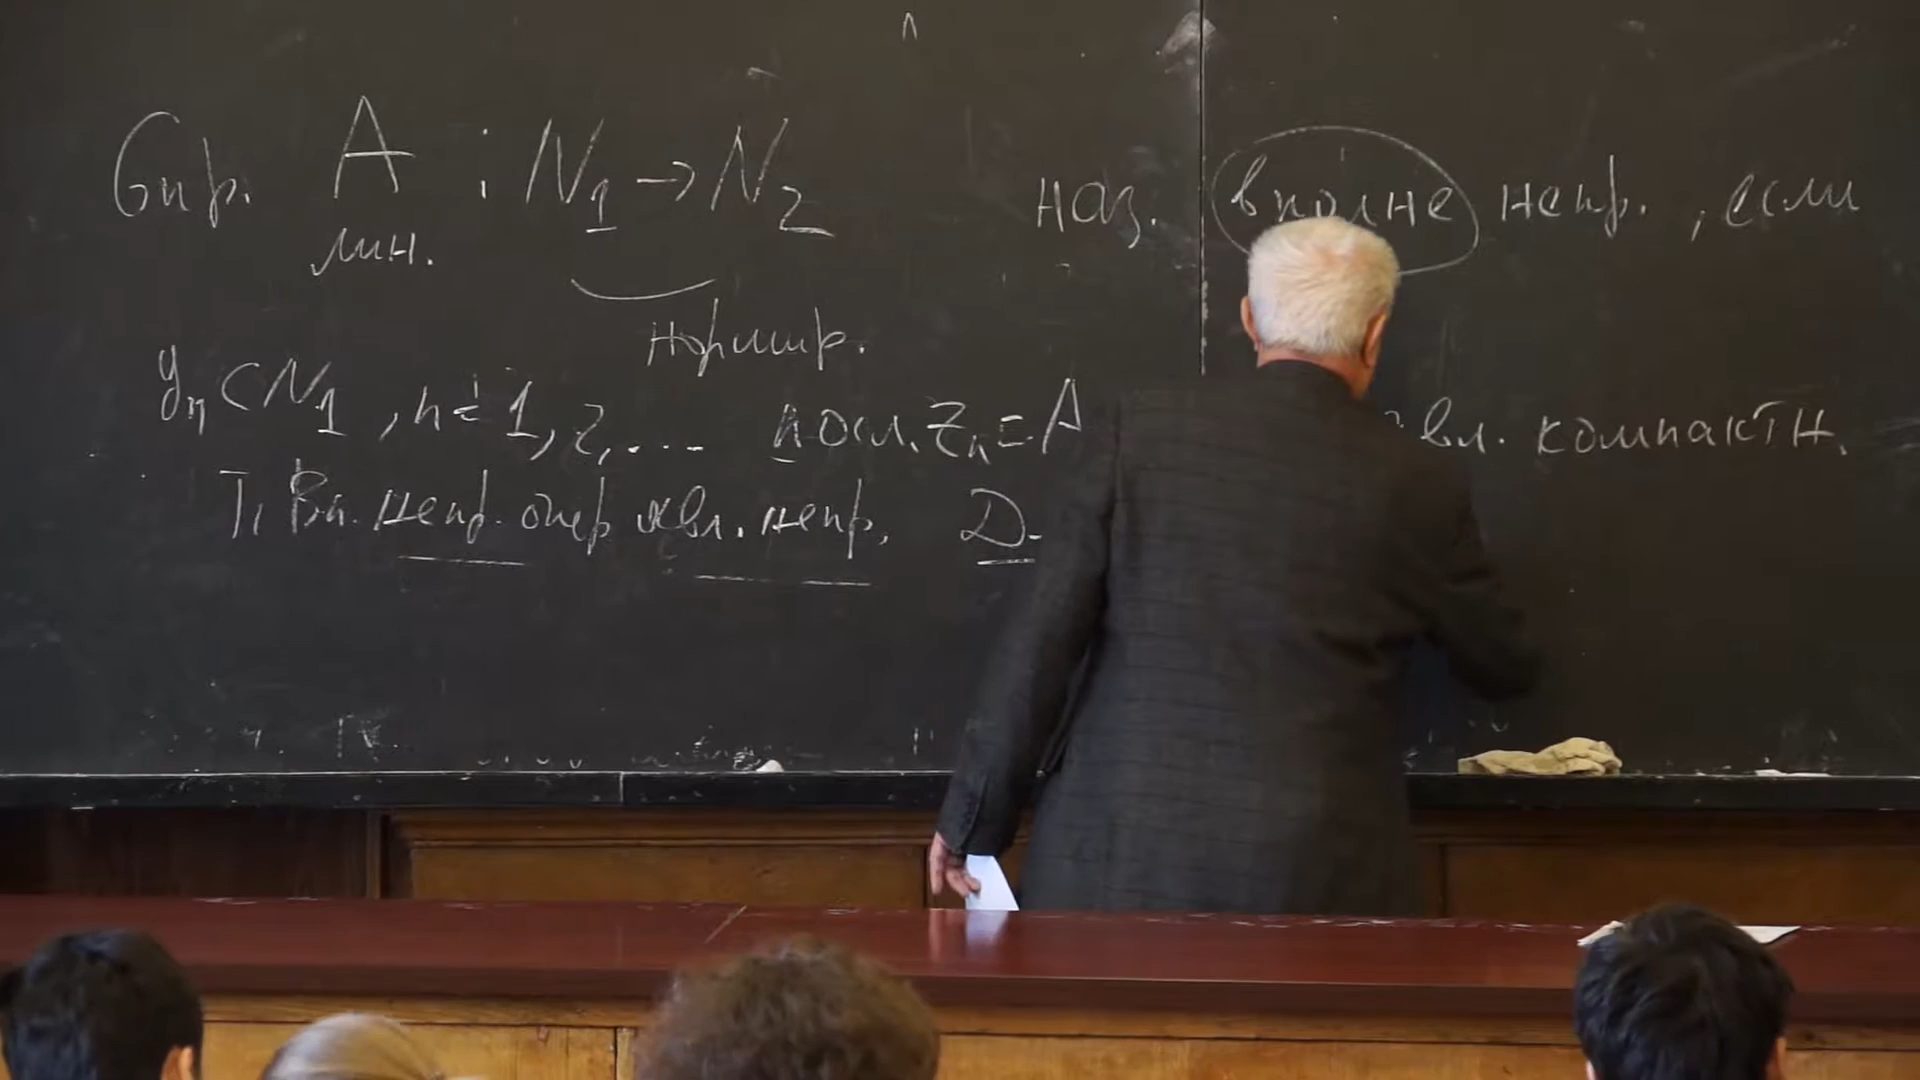 Опр. A : N₁ → N₂ наз. вполне непр., если
лин.
нормир.
yₙ ⊂ N₁, n = 1, 2, ... посл. zₙ = A вл. компактн.
Т. Вп. непр. опер явл. непр. D-